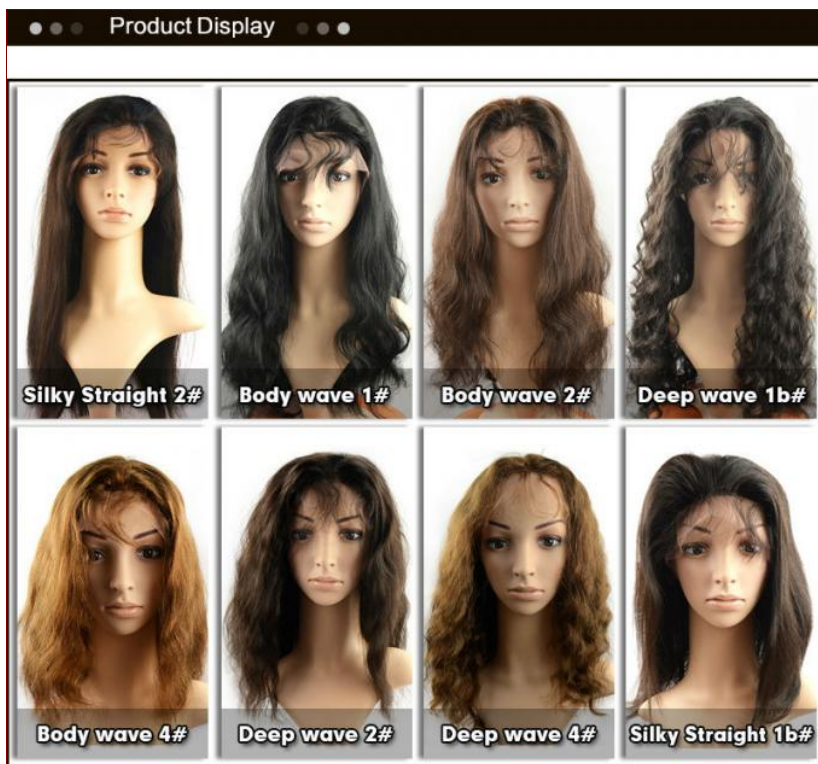 Product Display
Silky Straight 2#
Body wave 1#
Body wave 2#
Deep wave 1b#
Body wave 4#
Deep wave 2#
Deep wave 4#
Silky Straight 1b#